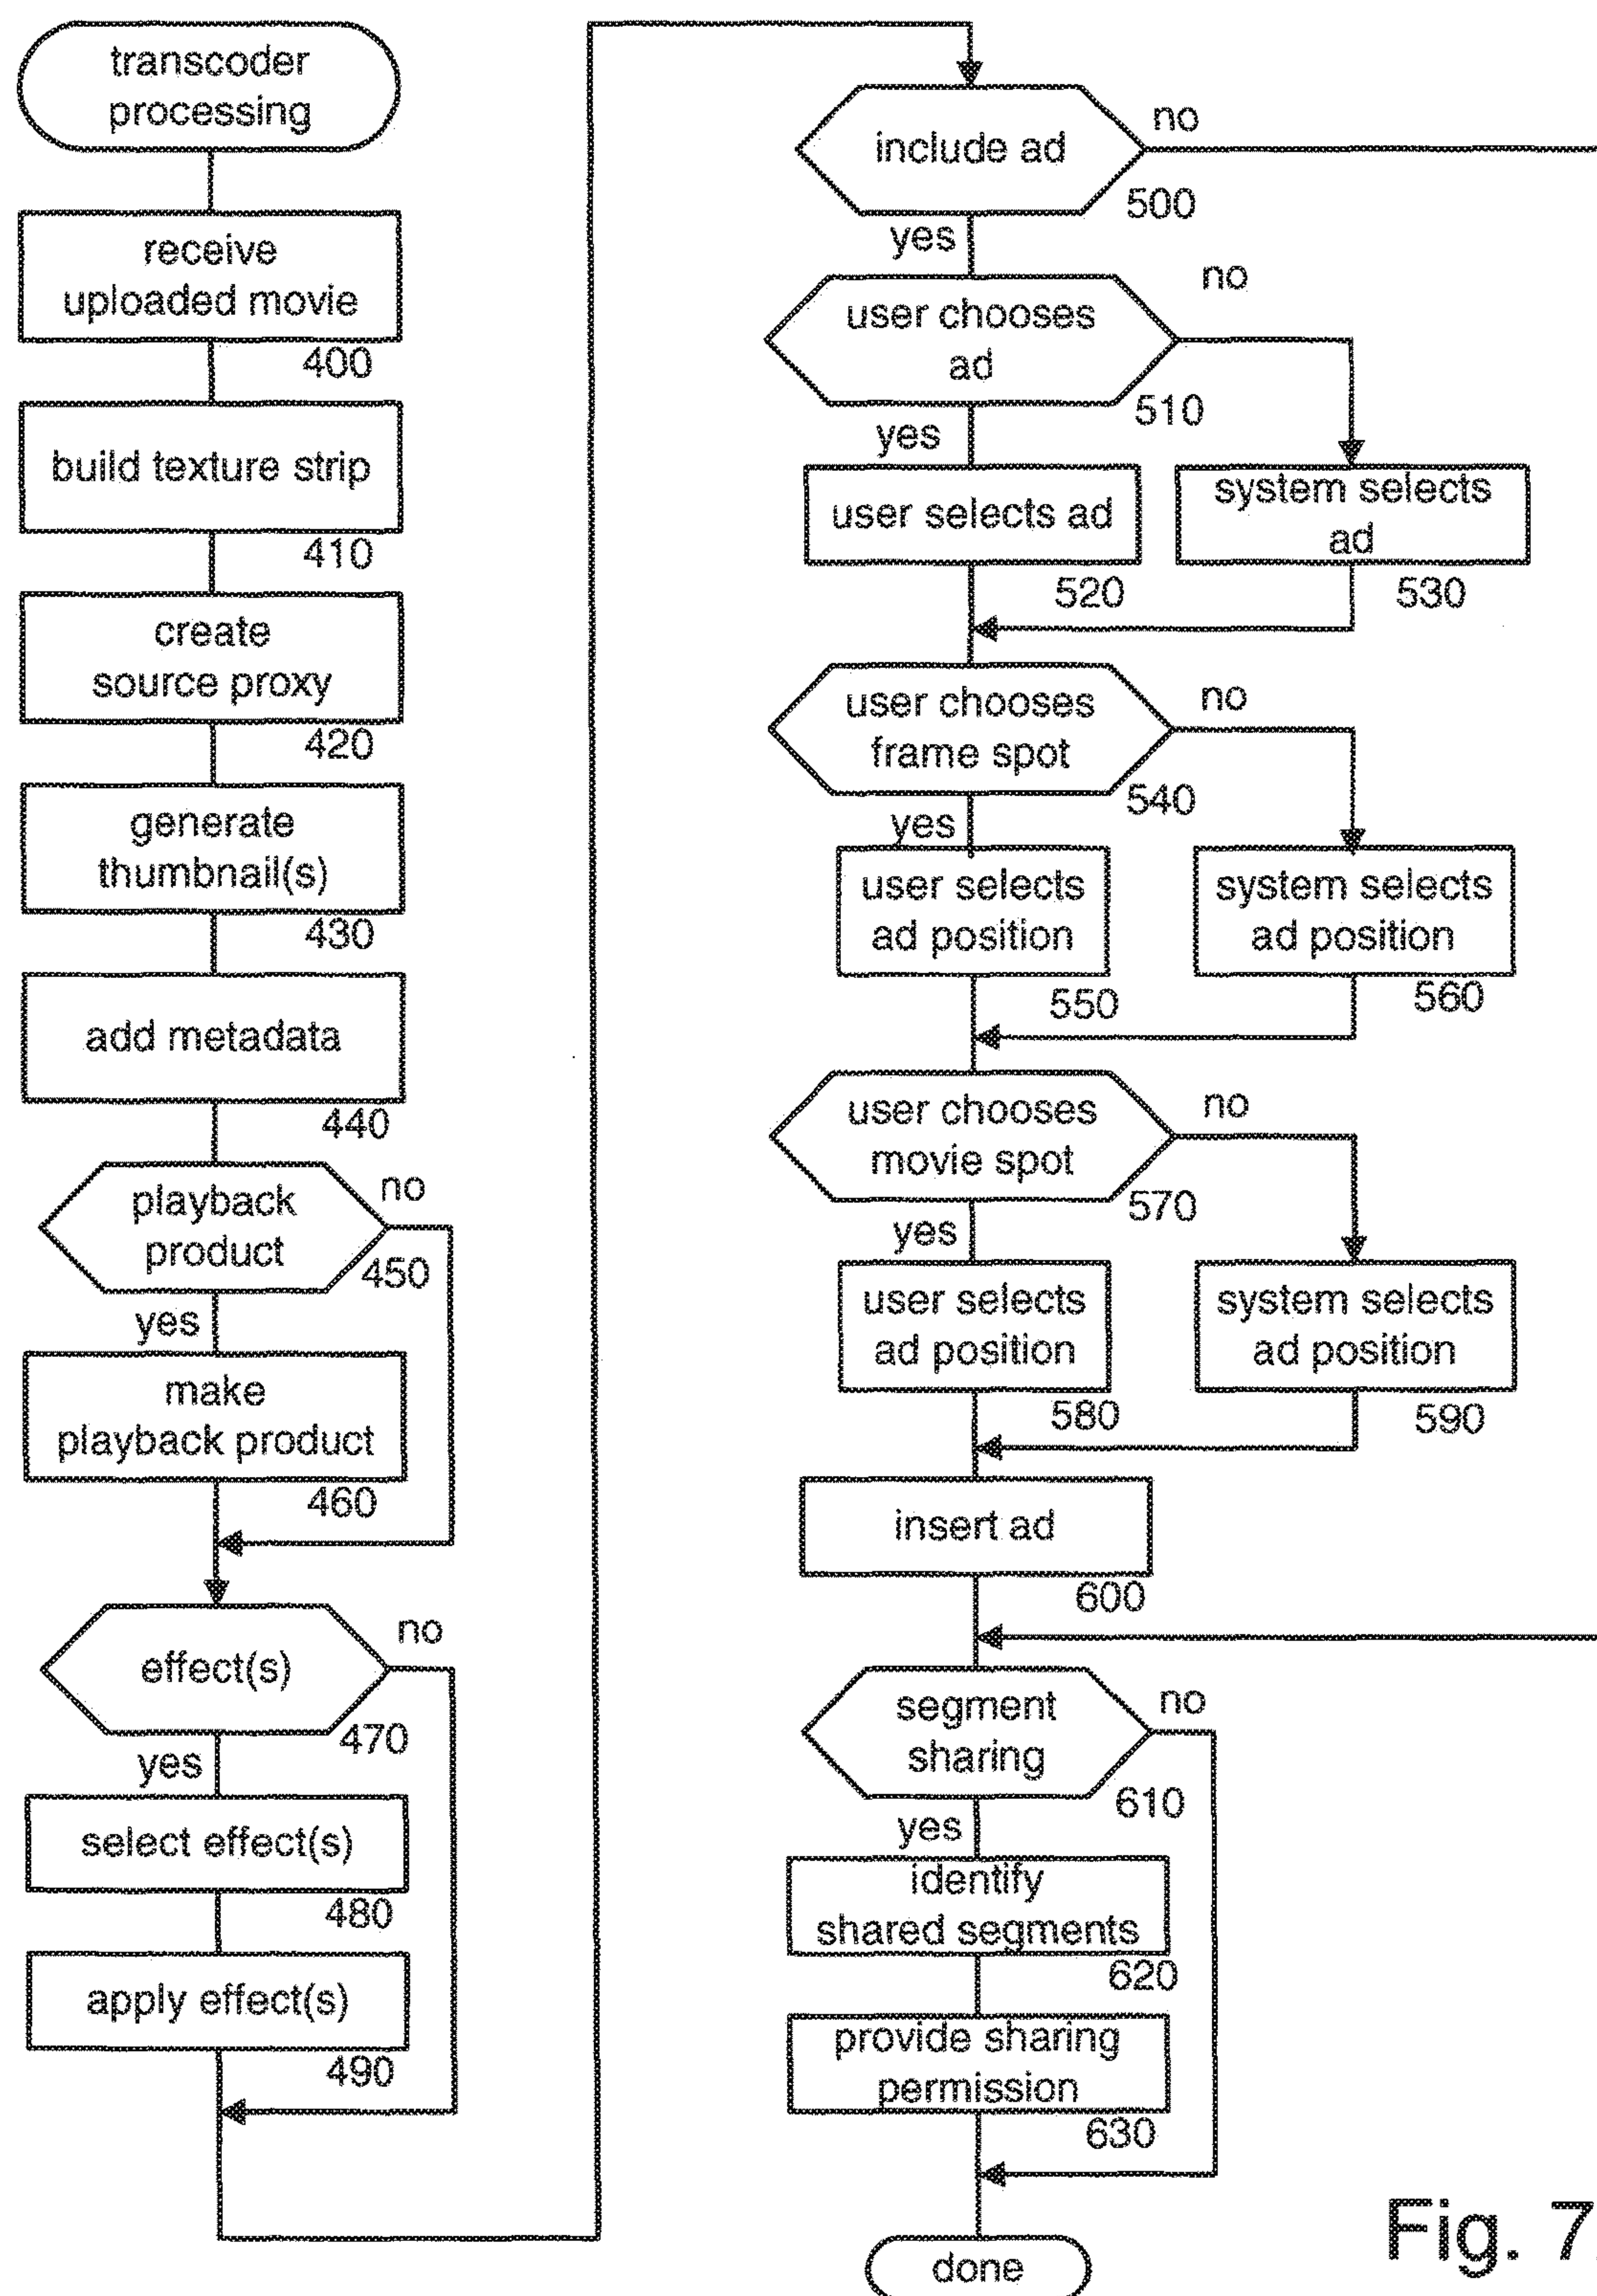 transcoder
processing
receive
uploaded movie
400
build texture strip
410
create
source proxy
420
generate
thumbnail(s)
430
add metadata
440
playback
product
no
450
yes
make
playback product
460
effect(s)
no
470
yes
select effect(s)
480
apply effect(s)
490
include ad
no
500
yes
user chooses
ad
no
510
yes
user selects ad
520
system selects
ad
530
user chooses
frame spot
no
540
yes
user selects
ad position
550
system selects
ad position
560
user chooses
movie spot
no
570
yes
user selects
ad position
580
system selects
ad position
590
insert ad
600
segment
sharing
no
610
yes
identify
shared segments
620
provide sharing
permission
630
done
Fig. 7